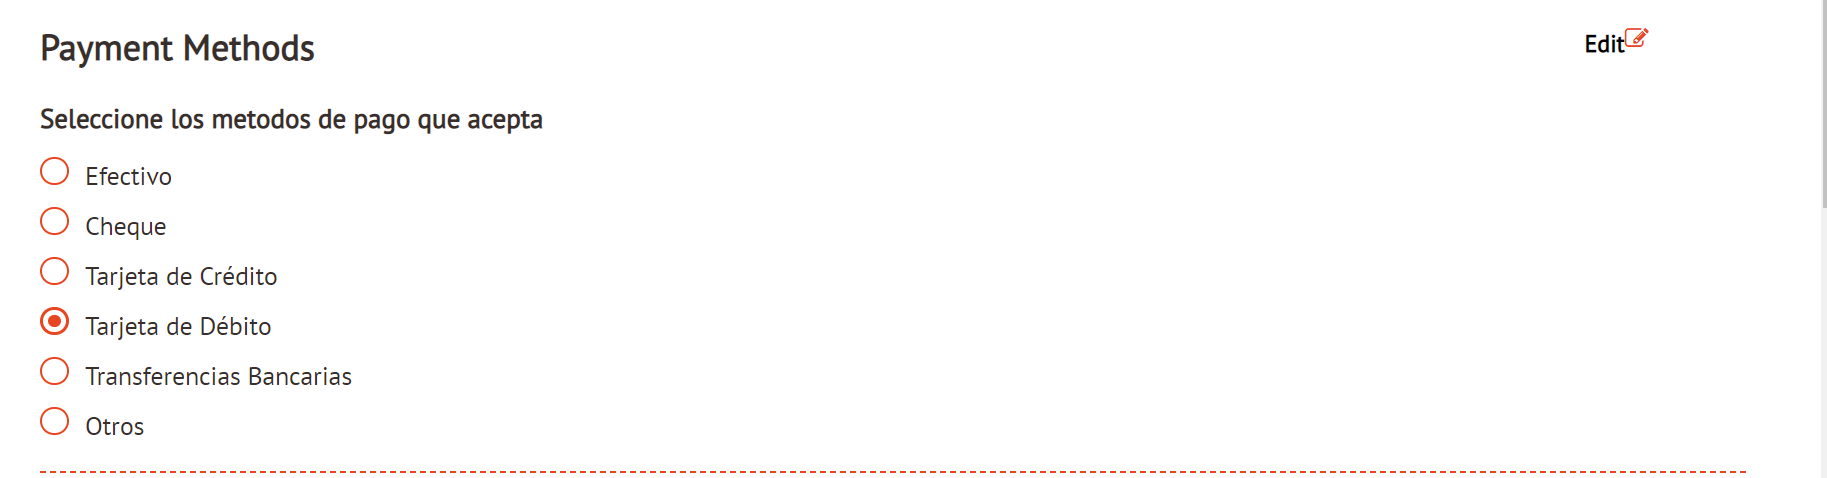 Payment Methods
Edit
Seleccione los metodos de pago que acepta
Efectivo
Cheque
Tarjeta de Crédito
Tarjeta de Débito
Transferencias Bancarias
Otros